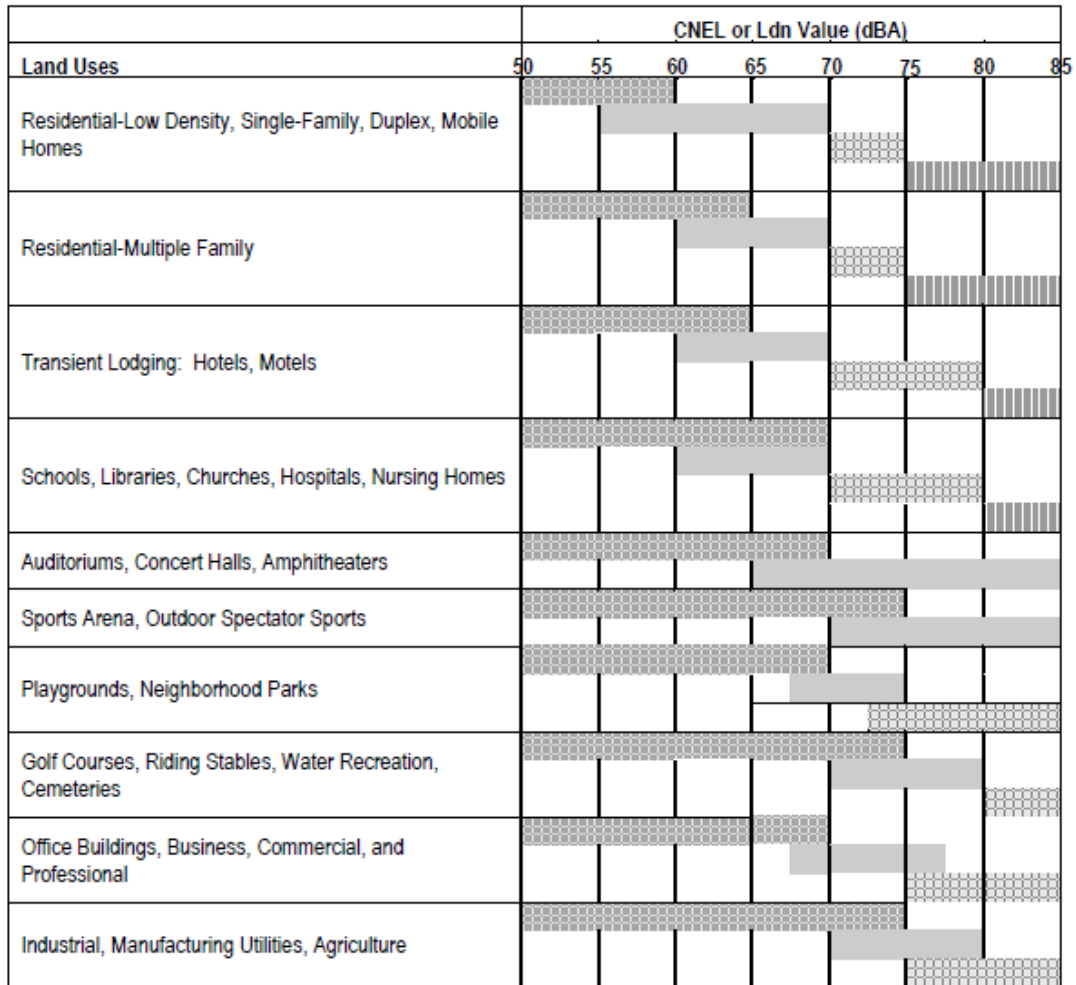 CNEL or Ldn Value (dBA)
Land Uses
50 55 60 65 70 75 80 85
Residential-Low Density, Single-Family, Duplex, Mobile
Homes
Residential-Multiple Family
Transient Lodging: Hotels, Motels
Schools, Libraries, Churches, Hospitals, Nursing Homes
Auditoriums, Concert Halls, Amphitheaters
Sports Arena, Outdoor Spectator Sports
Playgrounds, Neighborhood Parks
Golf Courses, Riding Stables, Water Recreation,
Cemeteries
Office Buildings, Business, Commercial, and
Professional
Industrial, Manufacturing Utilities, Agriculture